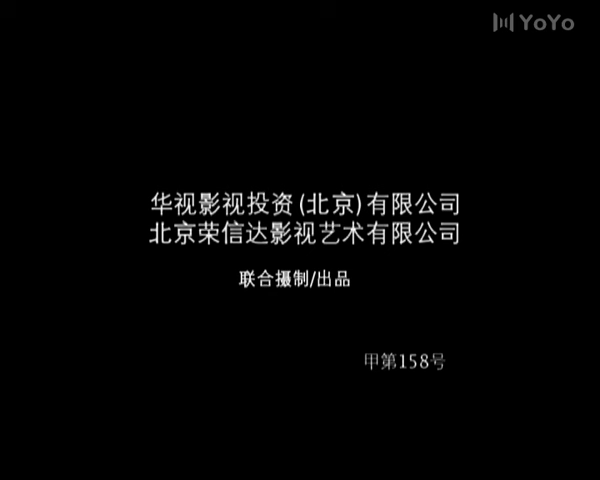 YoYo
华视影视投资(北京)有限公司
北京荣信达影视艺术有限公司
联合摄制/出品
甲第158号